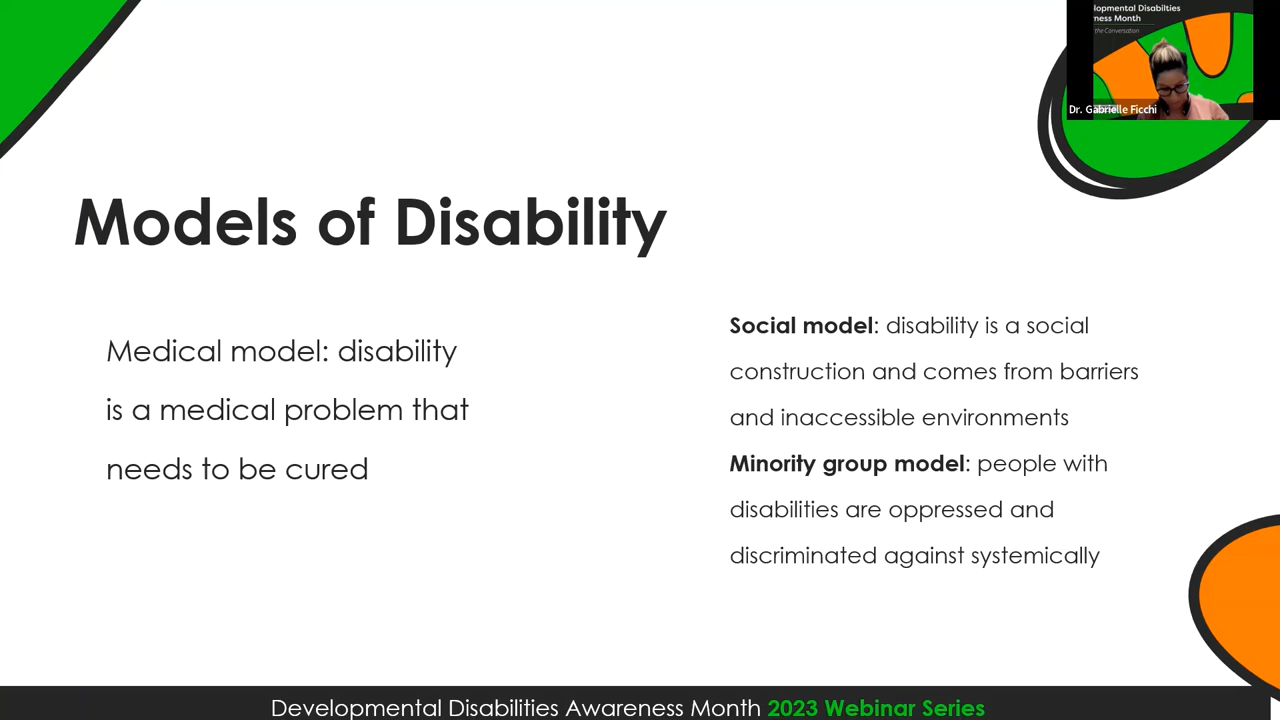 lopmental Disabilties
ness Month
the Conversation
Dr. Gabrielle Ficchi
Models of Disability
Medical model: disability
is a medical problem that
needs to be cured
Social model: disability is a social
construction and comes from barriers
and inaccessible environments
Minority group model: people with
disabilities are oppressed and
discriminated against systemically
Developmental Disabilities Awareness Month 2023 Webinar Series